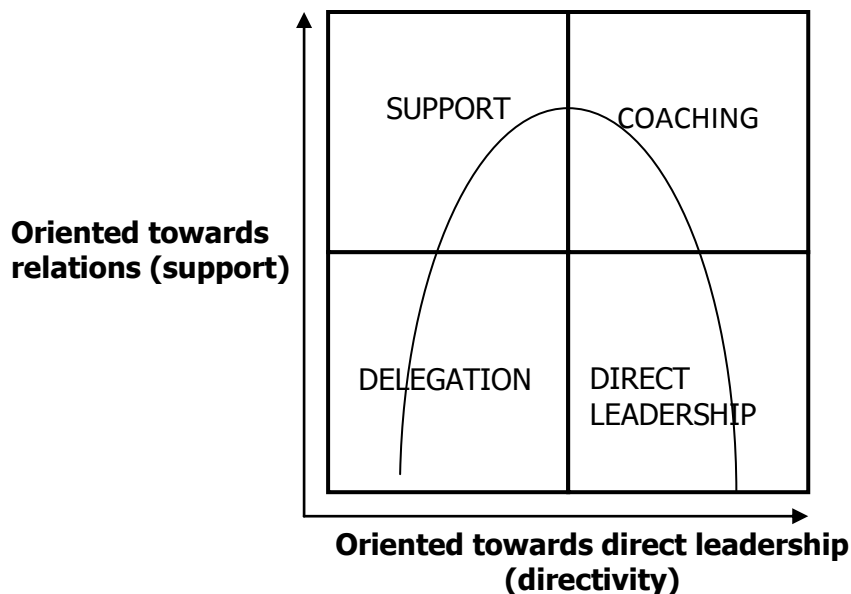 SUPPORT
COACHING
Oriented towards
relations (support)
DELEGATION
DIRECT
LEADERSHIP
Oriented towards direct leadership
(directivity)